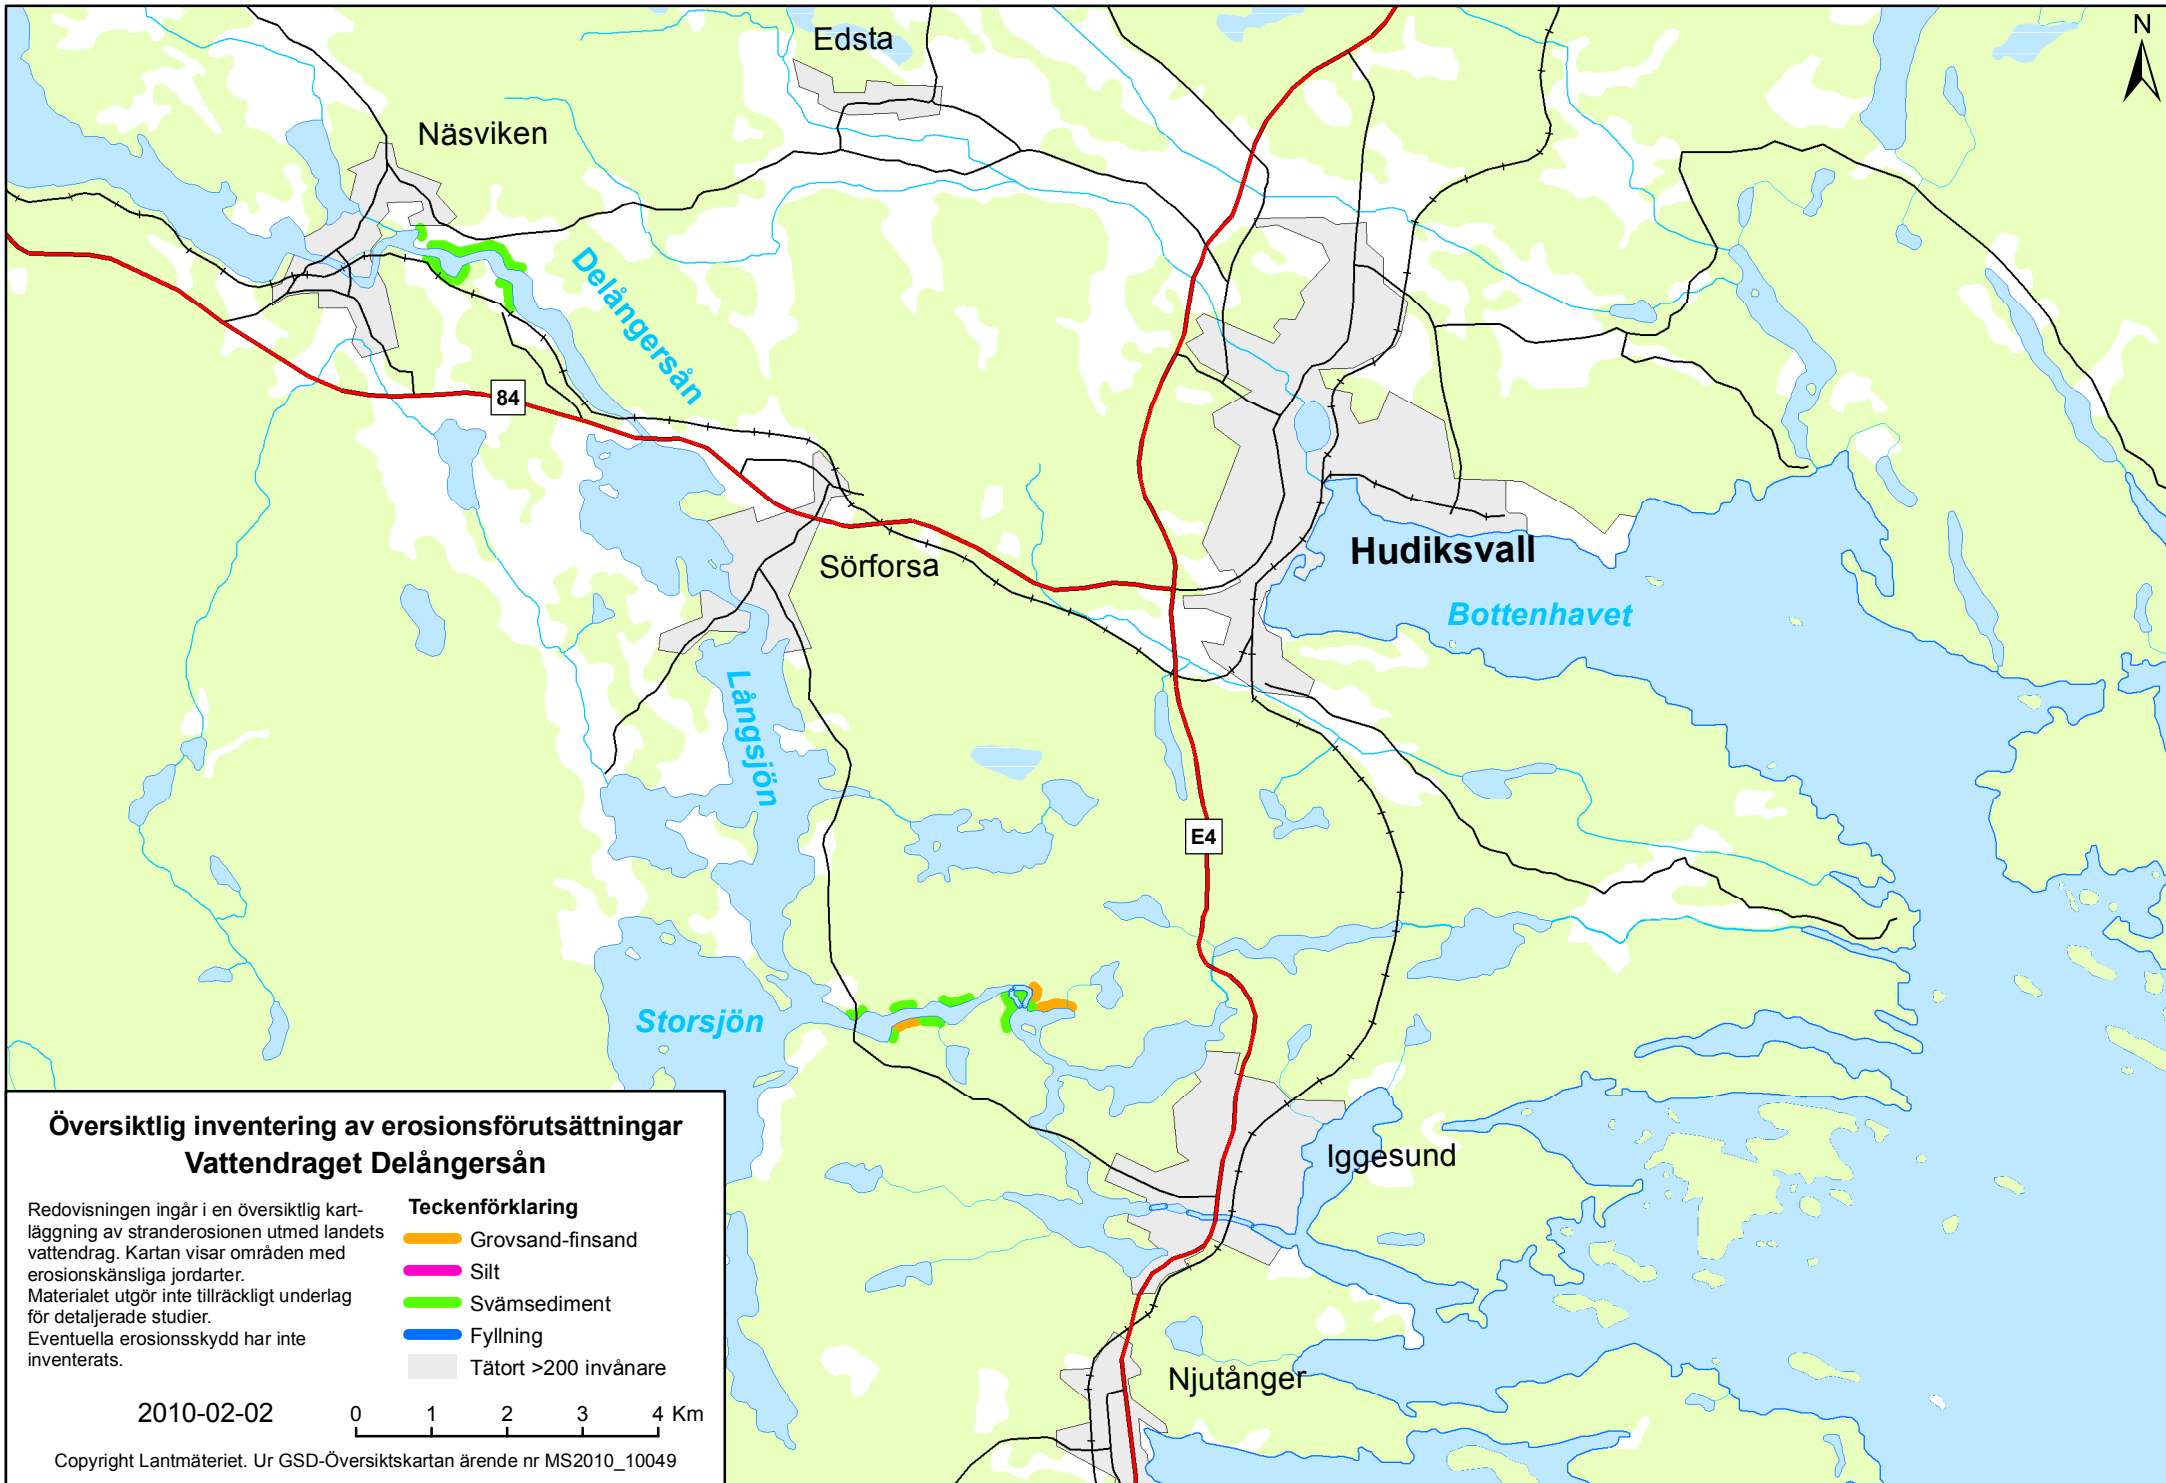 N
Edsta
Näsviken
Delångersån
84
Sörforsa
Hudiksvall
Bottenhavet
Långsjön
E4
Storsjön
Iggesund
Njutånger
Översiktlig inventering av erosionsförutsättningar
Vattendraget Delångersån
Redovisningen ingår i en översiktlig kart-
läggning av stranderosionen utmed landets
vattendrag. Kartan visar områden med
erosionskänsliga jordarter.
Materialet utgör inte tillräckligt underlag
för detaljerade studier.
Eventuella erosionsskydd har inte
inventerats.
Teckenförklaring
Grovsand-finsand
Silt
Svämsediment
Fyllning
Tätort >200 invånare
2010-02-02
0 1 2 3 4 Km
Copyright Lantmäteriet. Ur GSD-Översiktskartan ärende nr MS2010_10049